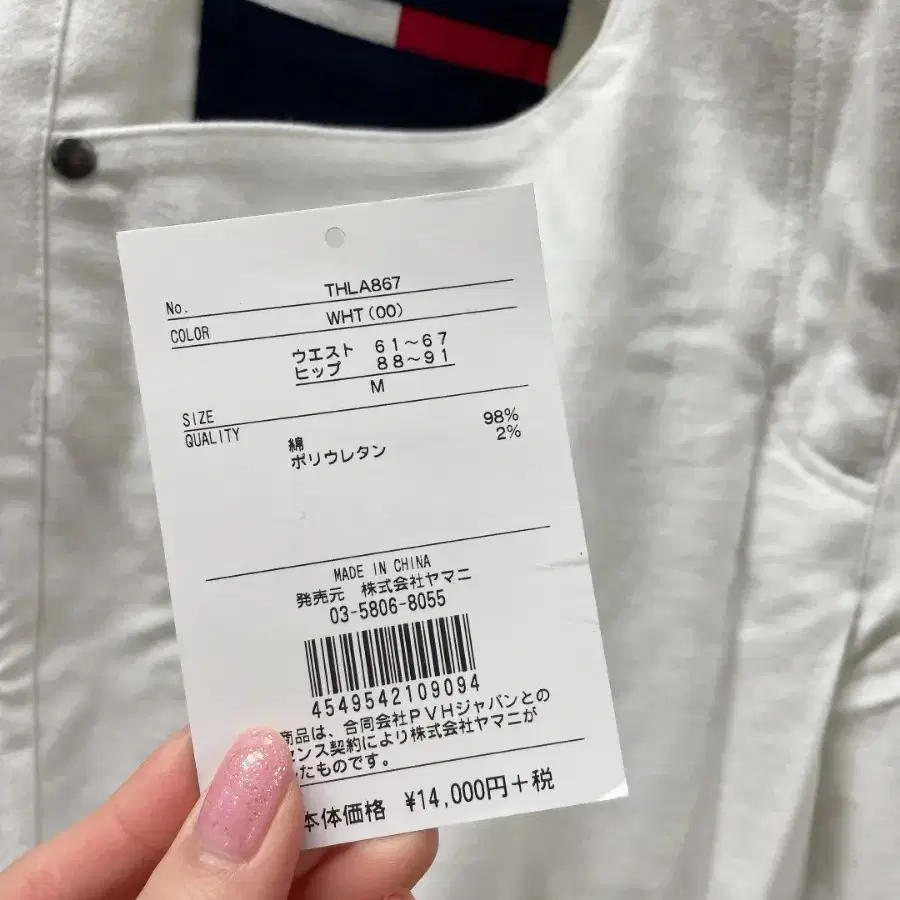 No. THLA867
COLOR WHT(00)
ウエスト 61〜67
ヒップ 88〜91
SIZE M
QUALITY 綿 98%
ポリウレタン 2%
MADE IN CHINA
発売元 株式会社ヤマニ
03-5806-8055
4549542109094
商品は、合同会社PVHジャパンとの
センス契約により株式会社ヤマニが
したものです。
本体価格 ¥14,000円+税